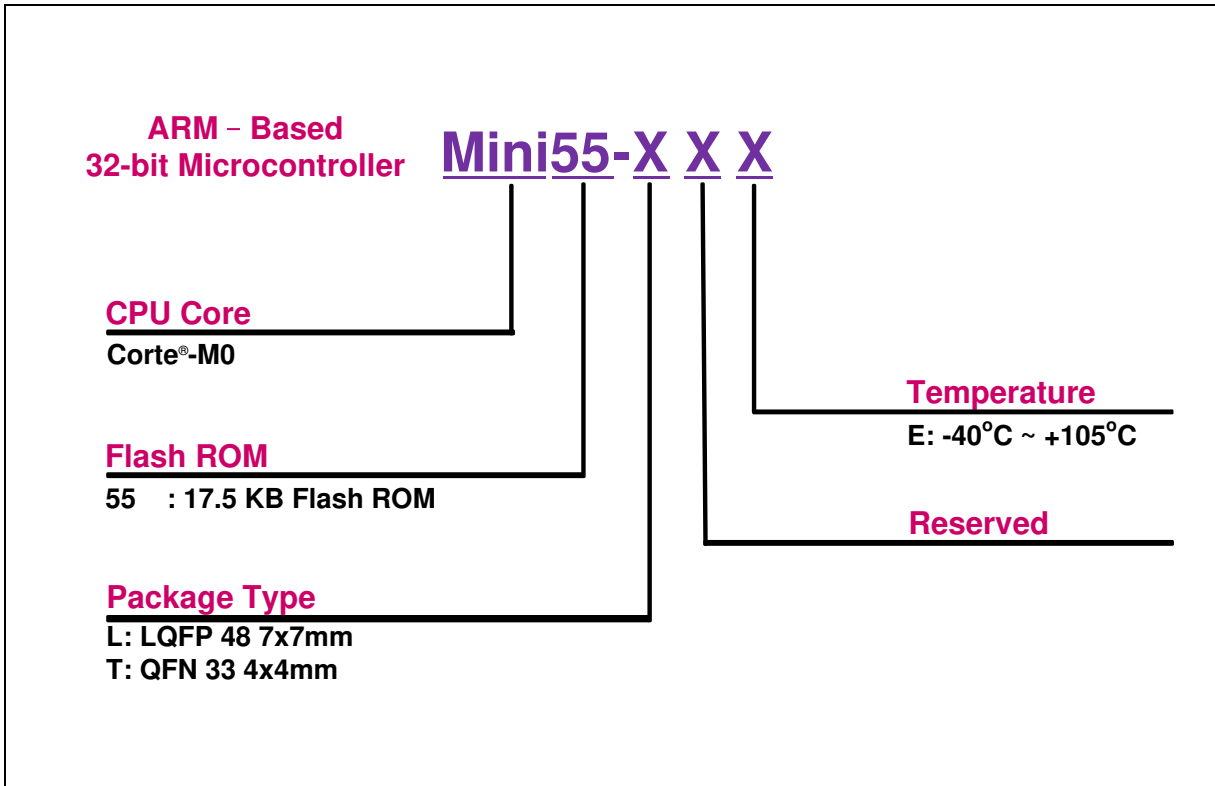 ARM – Based
32-bit Microcontroller
Mini55-X X X
CPU Core
Corte®-M0
Flash ROM
55 : 17.5 KB Flash ROM
Package Type
L: LQFP 48 7x7mm
T: QFN 33 4x4mm
Temperature
E: -40°C ~ +105°C
Reserved